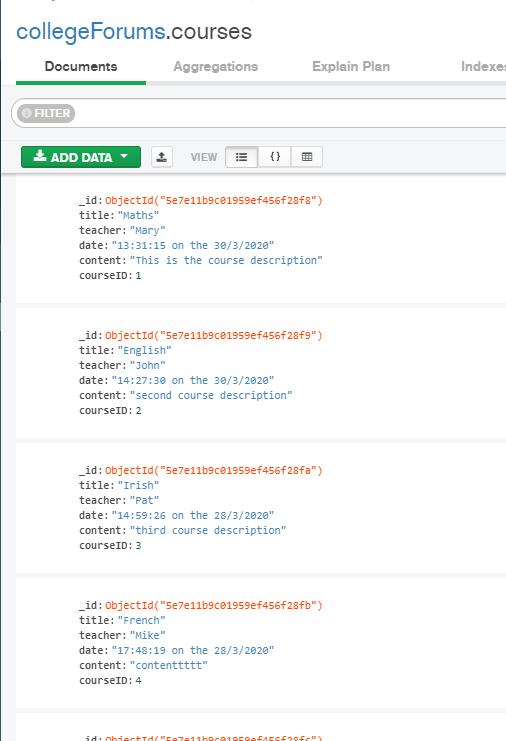 collegeForums.courses
Documents Aggregations Explain Plan Indexes
FILTER
ADD DATA VIEW {}
_id:ObjectId("5e7e11b9c01959ef456f28f8")
title:"Maths"
teacher:"Mary"
date:"13:31:15 on the 30/3/2020"
content:"This is the course description"
courseID:1
_id:ObjectId("5e7e11b9c01959ef456f28f9")
title:"English"
teacher:"John"
date:"14:27:30 on the 30/3/2020"
content:"second course description"
courseID:2
_id:ObjectId("5e7e11b9c01959ef456f28fa")
title:"Irish"
teacher:"Pat"
date:"14:59:26 on the 28/3/2020"
content:"third course description"
courseID:3
_id:ObjectId("5e7e11b9c01959ef456f28fb")
title:"French"
teacher:"Mike"
date:"17:48:19 on the 28/3/2020"
content:"contenttttt"
courseID:4
_id:ObjectId("5e7e11b9c01959ef456f28fc")